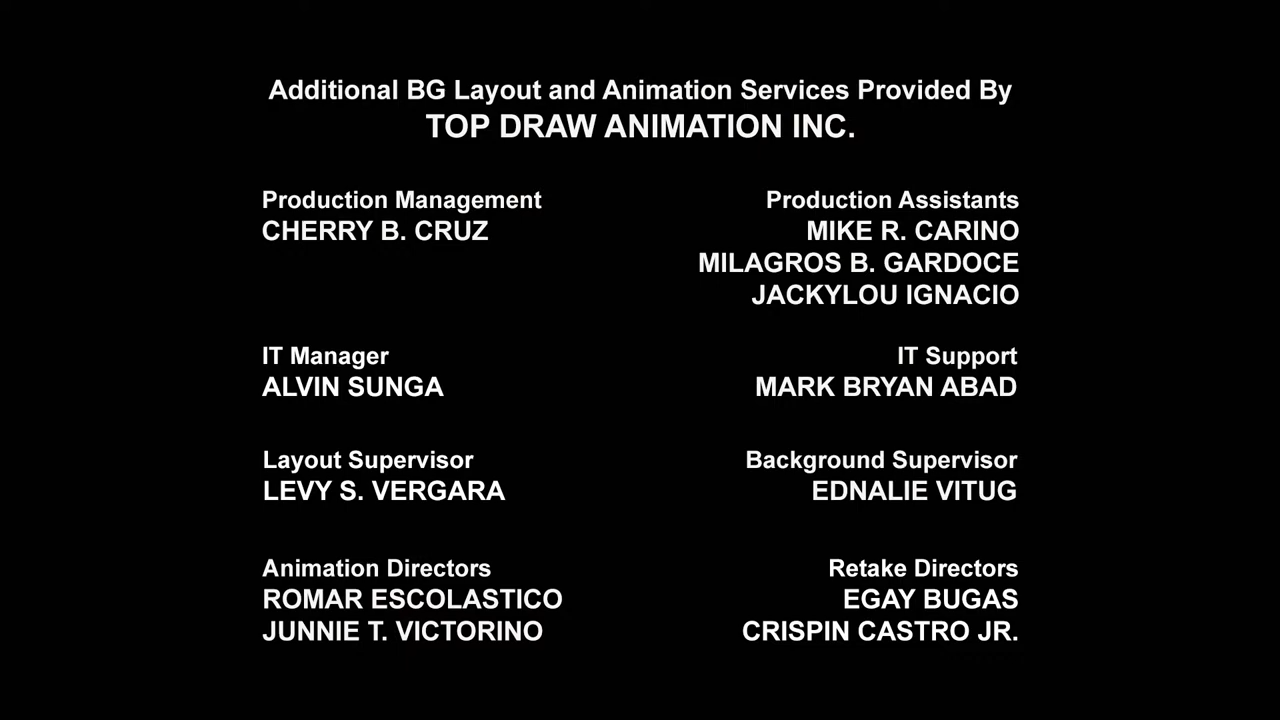 Additional BG Layout and Animation Services Provided By
TOP DRAW ANIMATION INC.
Production Management
CHERRY B. CRUZ
Production Assistants
MIKE R. CARINO
MILAGROS B. GARDOCE
JACKYLOU IGNACIO
IT Manager
ALVIN SUNGA
IT Support
MARK BRYAN ABAD
Layout Supervisor
LEVY S. VERGARA
Background Supervisor
EDNALIE VITUG
Animation Directors
ROMAR ESCOLASTICO
JUNNIE T. VICTORINO
Retake Directors
EGAY BUGAS
CRISPIN CASTRO JR.